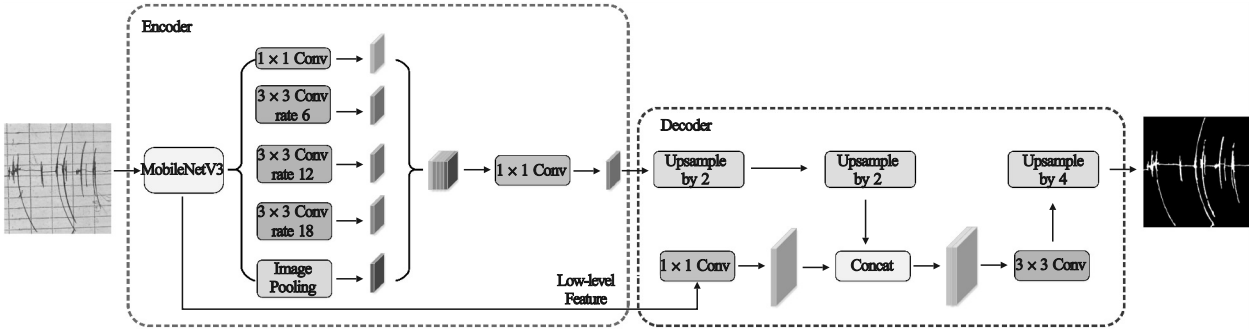 Encoder
1 × 1 Conv
3 × 3 Conv
rate 6
MobileNetV3
3 × 3 Conv
rate 12
3 × 3 Conv
rate 18
Image
Pooling
1 × 1 Conv
Low-level
Feature
Decoder
Upsample
by 2
Upsample
by 2
Upsample
by 4
1 × 1 Conv
Concat
3 × 3 Conv